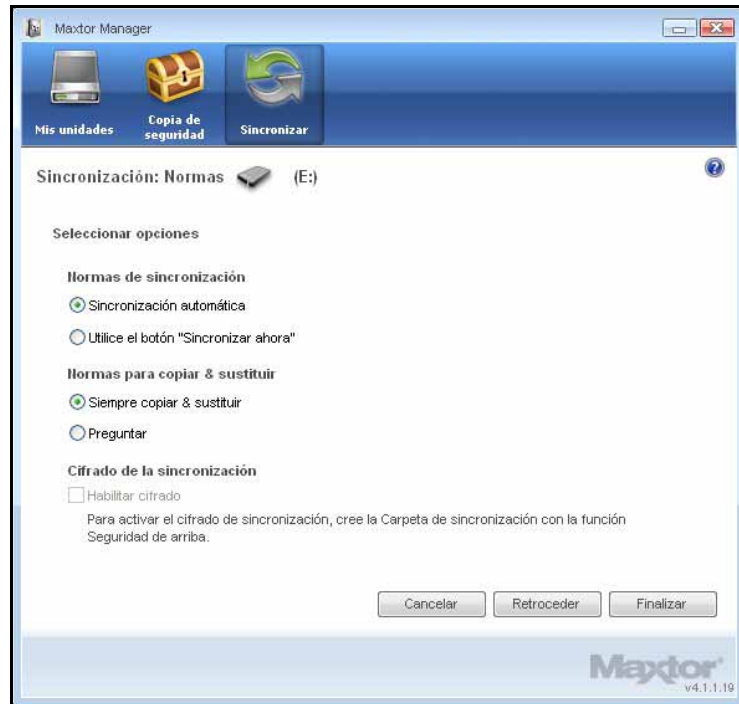 Maxtor Manager
Mis unidades
Copia de
seguridad
Sincronizar
Sincronización: Normas (E:)
Seleccionar opciones
Normas de sincronización
Sincronización automática
Utilice el botón "Sincronizar ahora"
Normas para copiar & sustituir
Siempre copiar & sustituir
Preguntar
Cifrado de la sincronización
Habilitar cifrado
Para activar el cifrado de sincronización, cree la Carpeta de sincronización con la función
Seguridad de arriba.
Cancelar Retroceder Finalizar
Maxtor
v4.1.1.19